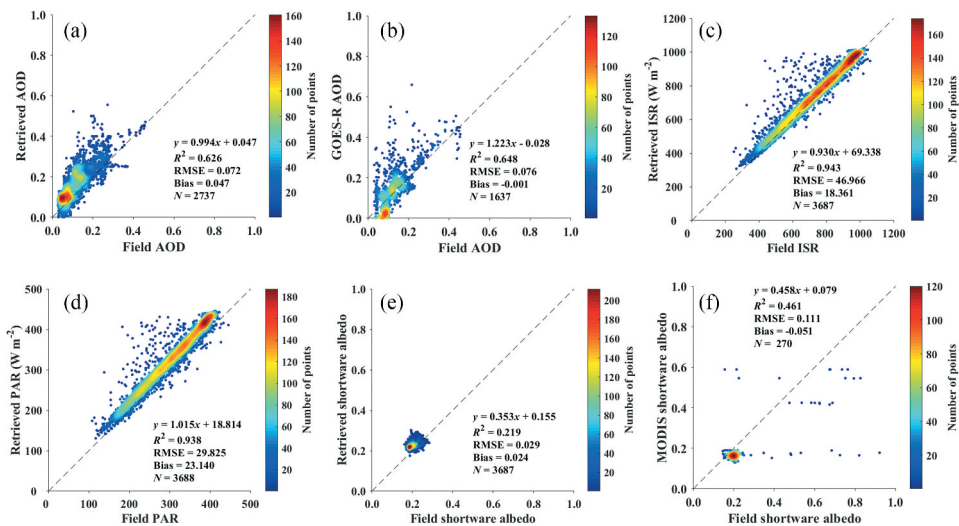 (a)
Retrieved AOD
1.0
0.8
0.6
0.4
0.2
0.0
0.0 0.2 0.4 0.6 0.8 1.0
Field AOD
y = 0.994x + 0.047
R² = 0.626
RMSE = 0.072
Bias = 0.047
N = 2737
160
140
120
100
80
60
40
20
Number of points
(b)
GOES-R AOD
1.0
0.8
0.6
0.4
0.2
0.0
0.0 0.2 0.4 0.6 0.8 1.0
Field AOD
y = 1.223x - 0.028
R² = 0.648
RMSE = 0.076
Bias = -0.001
N = 1637
120
100
80
60
40
20
Number of points
(c)
Retrieved ISR (W m⁻²)
1200
1000
800
600
400
200
0
0 200 400 600 800 1000 1200
Field ISR
y = 0.930x + 69.338
R² = 0.943
RMSE = 46.966
Bias = 18.361
N = 3687
160
140
120
100
80
60
40
20
Number of points
(d)
Retrieved PAR (W m⁻²)
500
400
300
200
100
0
0 100 200 300 400 500
Field PAR
y = 1.015x + 18.814
R² = 0.938
RMSE = 29.825
Bias = 23.140
N = 3688
180
160
140
120
100
80
60
40
20
Number of points
(e)
Retrieved shortware albedo
1.0
0.8
0.6
0.4
0.2
0.0
0.0 0.2 0.4 0.6 0.8 1.0
Field shortware albedo
y = 0.353x + 0.155
R² = 0.219
RMSE = 0.029
Bias = 0.024
N = 3687
200
180
160
140
120
100
80
60
40
20
Number of points
(f)
MODIS shortware albedo
1.0
0.8
0.6
0.4
0.2
0.0
0.0 0.2 0.4 0.6 0.8 1.0
Field shortware albedo
y = 0.458x + 0.079
R² = 0.461
RMSE = 0.111
Bias = -0.051
N = 270
120
100
80
60
40
20
Number of points